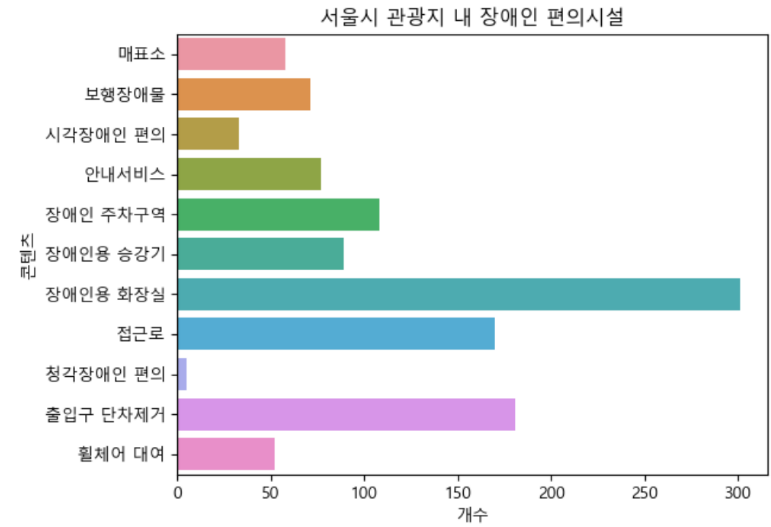 서울시 관광지 내 장애인 편의시설
매표소
보행장애물
시각장애인 편의
안내서비스
장애인 주차구역
장애인용 승강기
장애인용 화장실
접근로
청각장애인 편의
출입구 단차제거
휠체어 대여
콘텐츠
0 50 100 150 200 250 300
개수